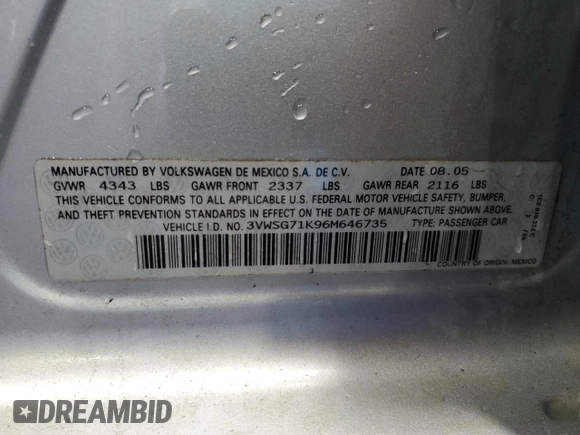 MANUFACTURED BY VOLKSWAGEN DE MEXICO S.A. DE C.V. DATE 08.05
GVWR 4343 LBS GAWR FRONT 2337 LBS GAWR REAR 2116 LBS
THIS VEHICLE CONFORMS TO ALL APPLICABLE U.S. FEDERAL MOTOR VEHICLE SAFETY, BUMPER,
AND THEFT PREVENTION STANDARDS IN EFFECT ON THE DATE OF MANUFACTURE SHOWN ABOVE.
VEHICLE I.D. NO. 3VWSG71K96M646735 TYPE: PASSENGER CAR
COUNTRY OF ORIGIN: MEXICO
DREAMBID